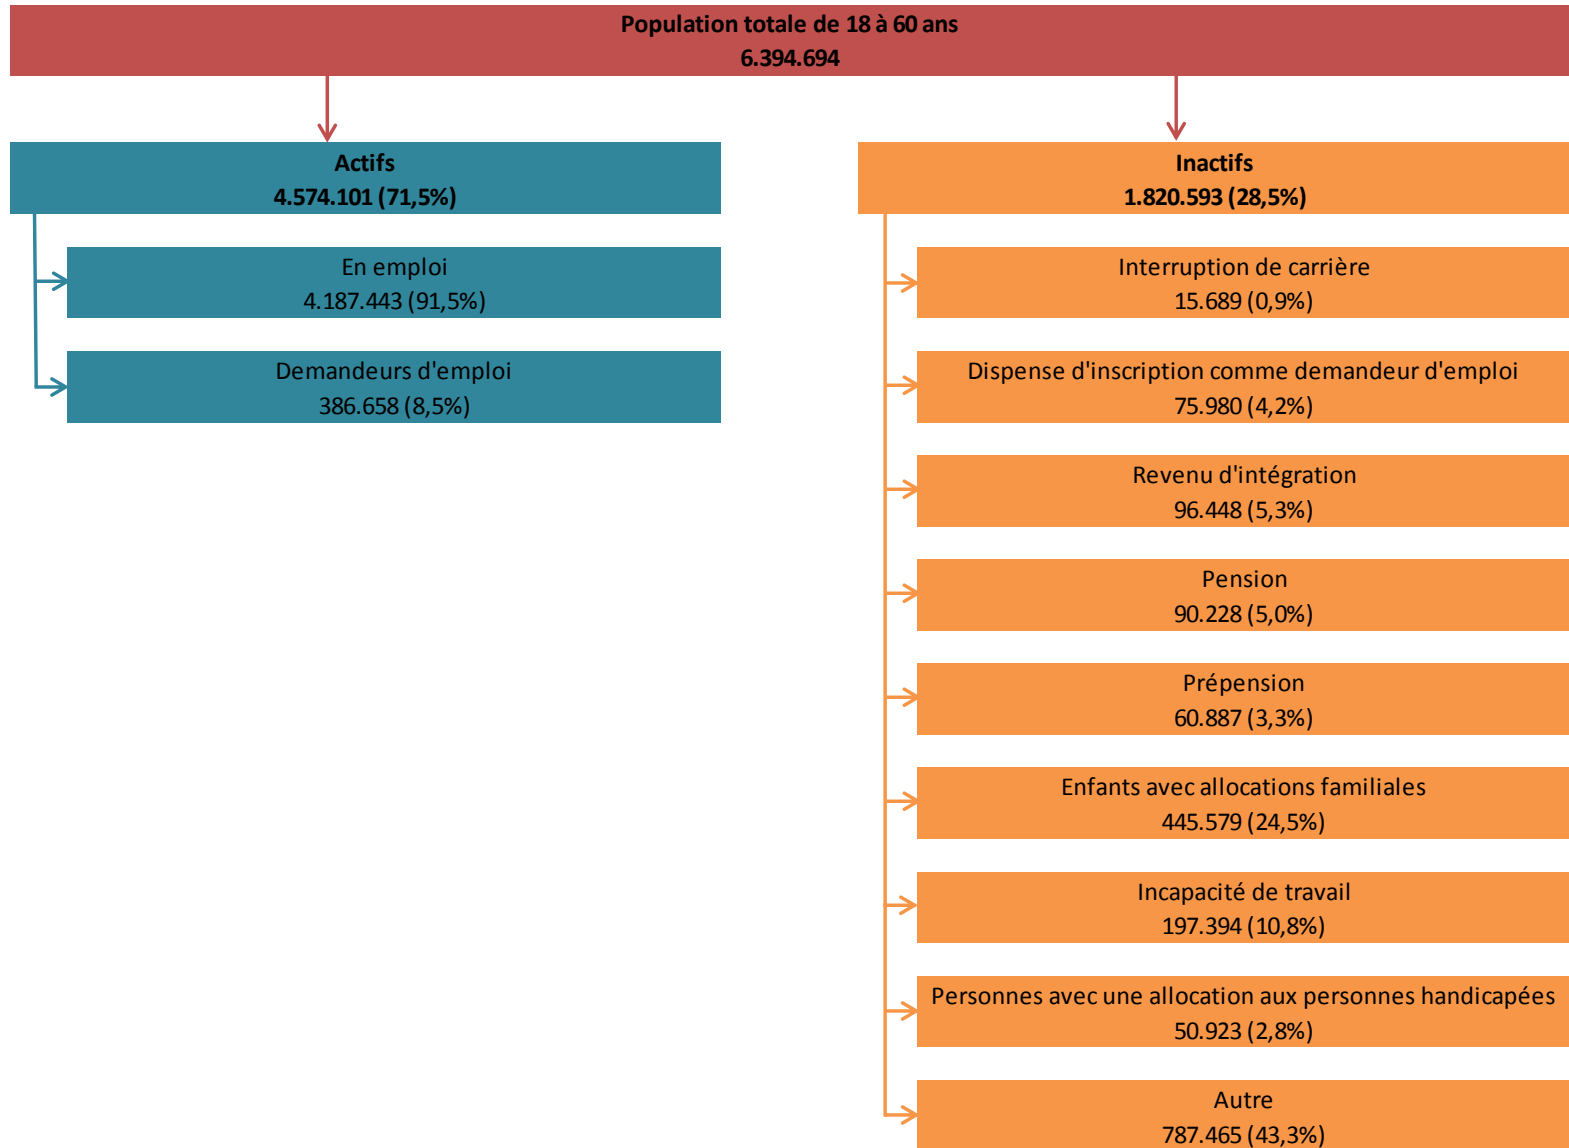 Population totale de 18 à 60 ans
6.394.694
Actifs
4.574.101 (71,5%)
En emploi
4.187.443 (91,5%)
Demandeurs d'emploi
386.658 (8,5%)
Inactifs
1.820.593 (28,5%)
Interruption de carrière
15.689 (0,9%)
Dispense d'inscription comme demandeur d'emploi
75.980 (4,2%)
Revenu d'intégration
96.448 (5,3%)
Pension
90.228 (5,0%)
Prépension
60.887 (3,3%)
Enfants avec allocations familiales
445.579 (24,5%)
Incapacité de travail
197.394 (10,8%)
Personnes avec une allocation aux personnes handicapées
50.923 (2,8%)
Autre
787.465 (43,3%)